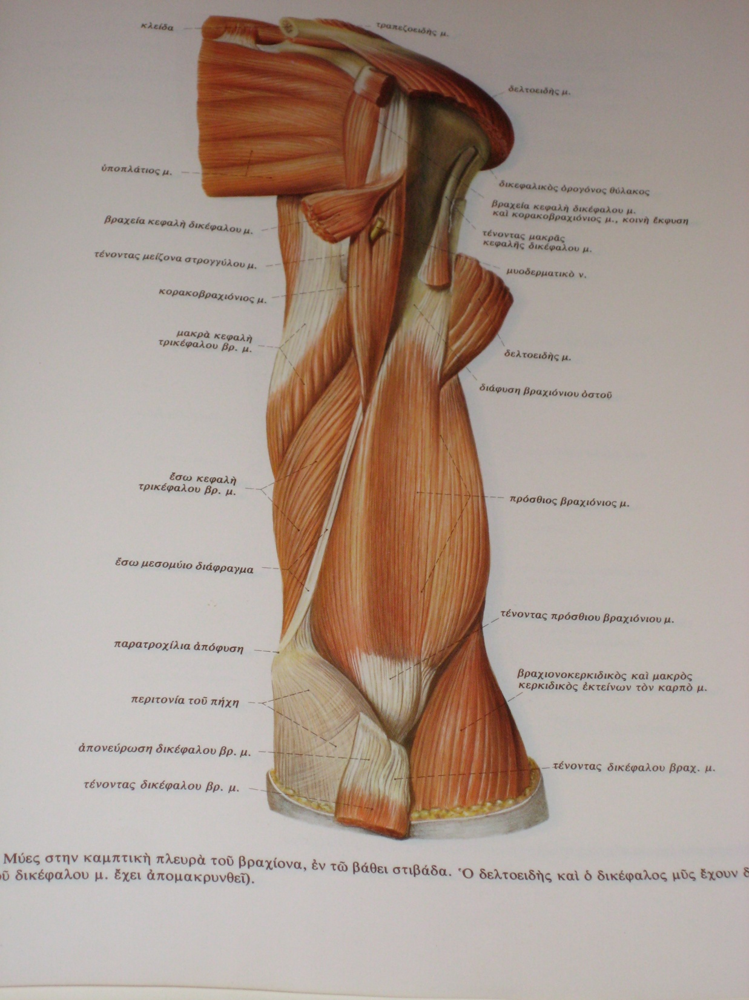 κλείδα
τραπεζοειδὴς μ.
δελτοειδὴς μ.
ὑποπλάτιος μ.
δικεφαλικὸς ὀρογόνος θύλακος
βραχεία κεφαλὴ δικέφαλου μ.
καὶ κορακοβραχιόνιος μ., κοινὴ ἔκφυση
βραχεία κεφαλὴ δικέφαλου μ.
τένοντας μακρᾶς
κεφαλῆς δικέφαλου μ.
τένοντας μείζονα στρογγύλου μ.
μυοδερματικὸ ν.
κορακοβραχιόνιος μ.
μακρὰ κεφαλὴ
τρικέφαλου βρ. μ.
δελτοειδὴς μ.
διάφυση βραχιόνιου ὀστοῦ
ἔσω κεφαλὴ
τρικέφαλου βρ. μ.
πρόσθιος βραχιόνιος μ.
ἔσω μεσομύιο διάφραγμα
τένοντας πρόσθιου βραχιόνιου μ.
παρατροχίλια ἀπόφυση
βραχιονοκερκιδικὸς καὶ μακρὸς
κερκιδικὸς ἐκτείνων τὸν καρπὸ μ.
περιτονία τοῦ πήχη
ἀπονεύρωση δικέφαλου βρ. μ.
τένοντας δικέφαλου βραχ. μ.
τένοντας δικέφαλου βρ. μ.
Μύες στην καμπτικὴ πλευρὰ τοῦ βραχίονα, ἐν τῶ βάθει στιβάδα. Ὁ δελτοειδὴς καὶ ὁ δικέφαλος μῦς ἔχουν
δικέφαλου μ. ἔχει ἀπομακρυνθεῖ).